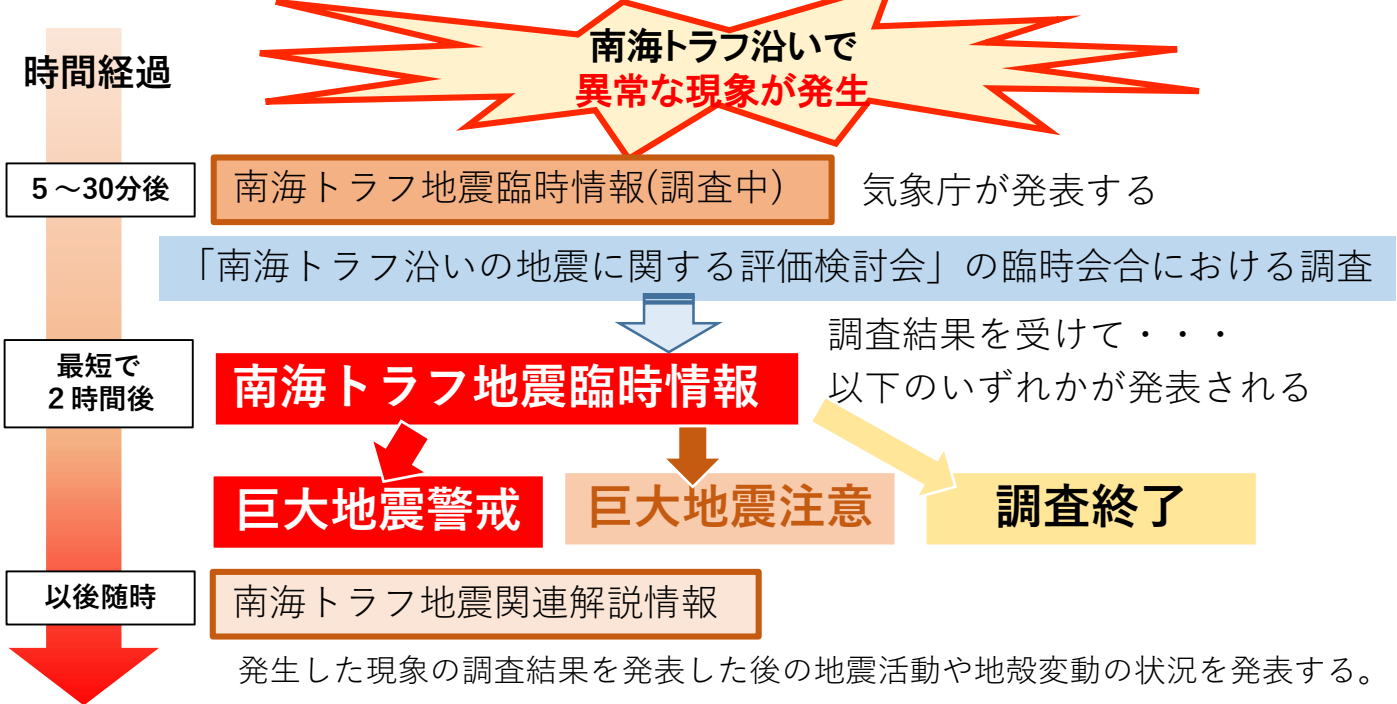 南海トラフ沿いで
異常な現象が発生
時間経過
5～30分後
南海トラフ地震臨時情報(調査中)
気象庁が発表する
「南海トラフ沿いの地震に関する評価検討会」の臨時会合における調査
調査結果を受けて・・・
以下のいずれかが発表される
最短で
２時間後
南海トラフ地震臨時情報
巨大地震警戒
巨大地震注意
調査終了
以後随時
南海トラフ地震関連解説情報
発生した現象の調査結果を発表した後の地震活動や地殻変動の状況を発表する。